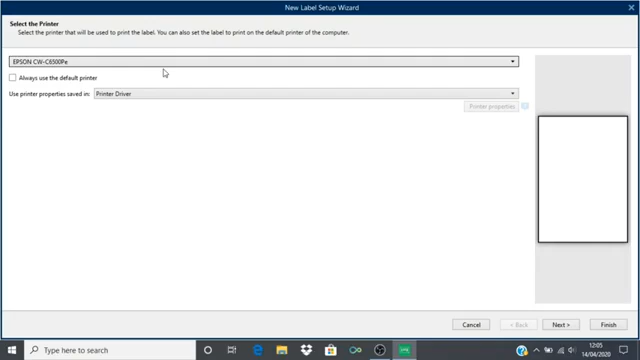 New Label Setup Wizard
Select the Printer
Select the printer that will be used to print the label. You can also set the label to print on the default printer of the computer.
EPSON CW-C6500Pe
Always use the default printer
Use printer properties saved in: Printer Driver
Printer properties
Cancel < Back Next > Finish
Type here to search
12:05
14/04/2020